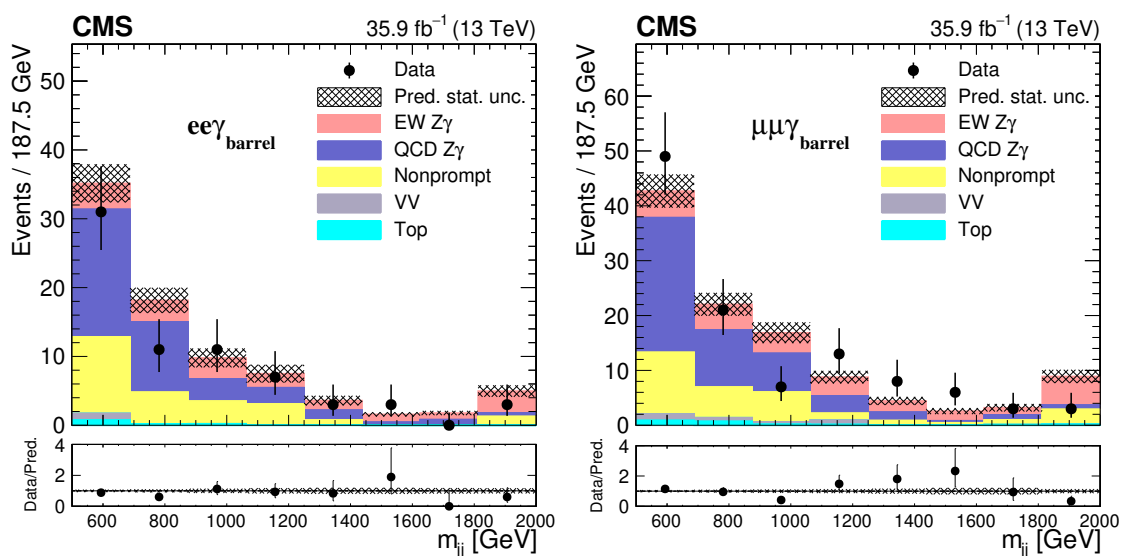 CMS 35.9 fb⁻¹ (13 TeV)
Events / 187.5 GeV
50
40
30
20
10
0
eeγ_barrel
Data
Pred. stat. unc.
EW Zγ
QCD Zγ
Nonprompt
VV
Top
Data/Pred.
4
2
0
600 800 1000 1200 1400 1600 1800 2000
m_jj [GeV]
CMS 35.9 fb⁻¹ (13 TeV)
Events / 187.5 GeV
60
50
40
30
20
10
0
μμγ_barrel
Data
Pred. stat. unc.
EW Zγ
QCD Zγ
Nonprompt
VV
Top
Data/Pred.
4
2
0
600 800 1000 1200 1400 1600 1800 2000
m_jj [GeV]